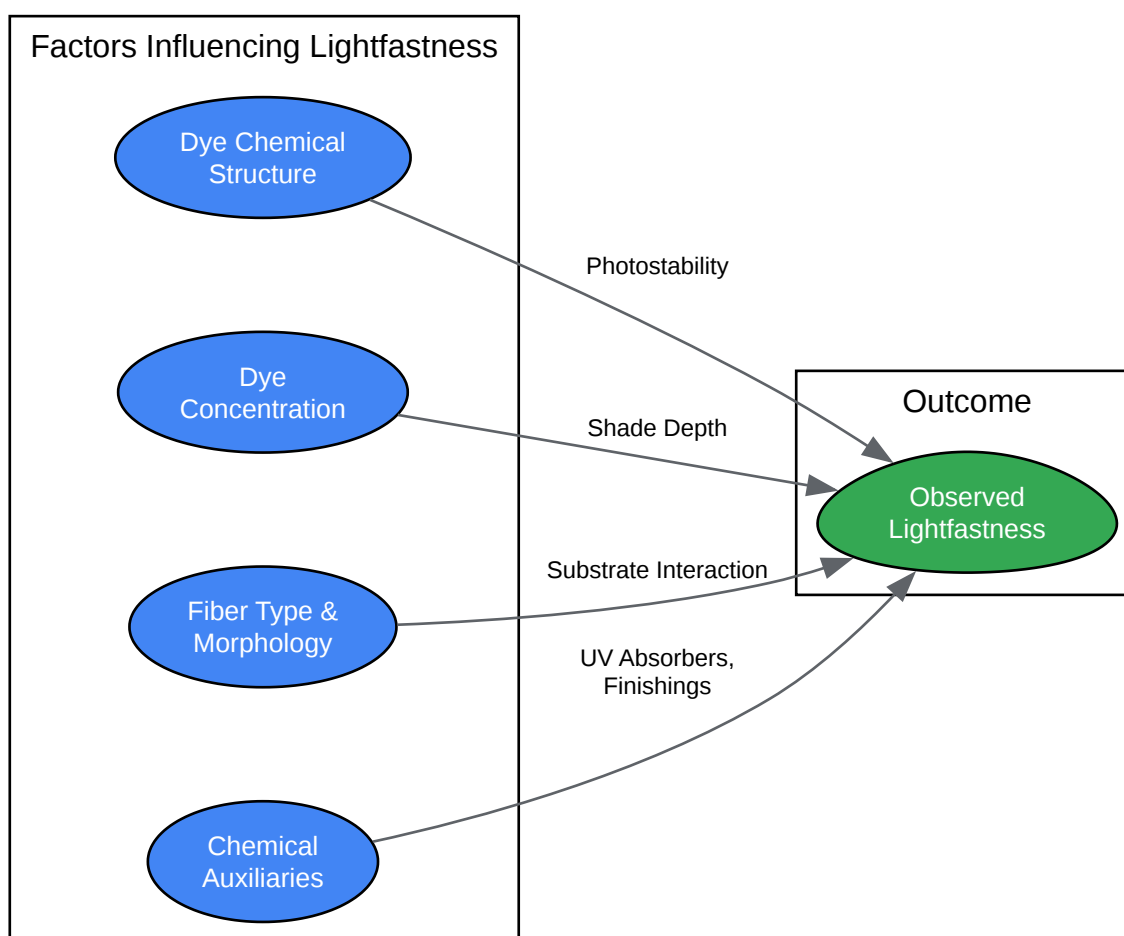 Factors Influencing Lightfastness
Dye Chemical
Structure
Photostability
Dye
Concentration
Shade Depth
Outcome
Observed
Lightfastness
Fiber Type &
Morphology
Substrate Interaction
UV Absorbers,
Finishings
Chemical
Auxiliaries